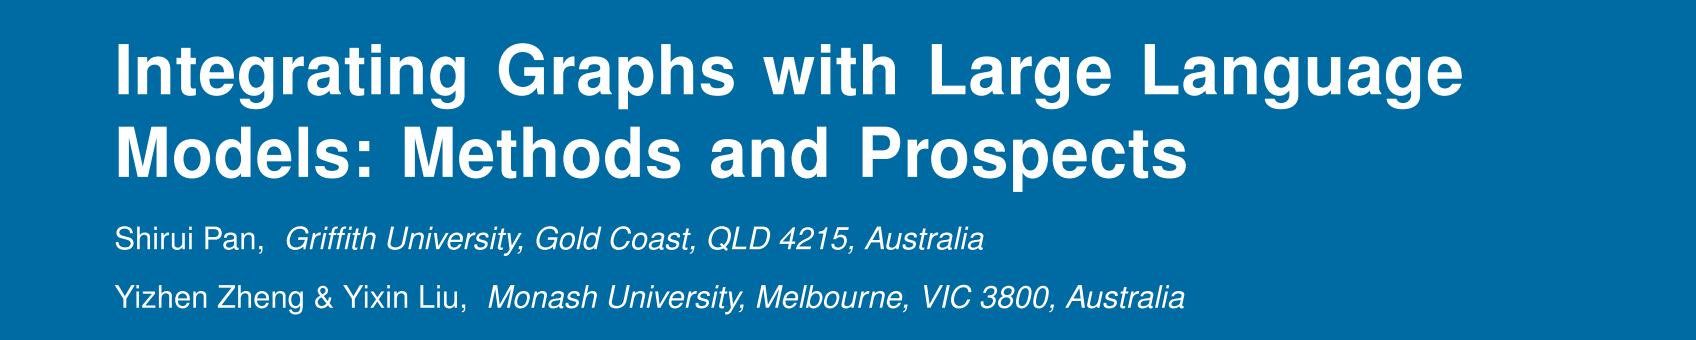 Integrating Graphs with Large Language
Models: Methods and Prospects
Shirui Pan, Griffith University, Gold Coast, QLD 4215, Australia
Yizhen Zheng & Yixin Liu, Monash University, Melbourne, VIC 3800, Australia